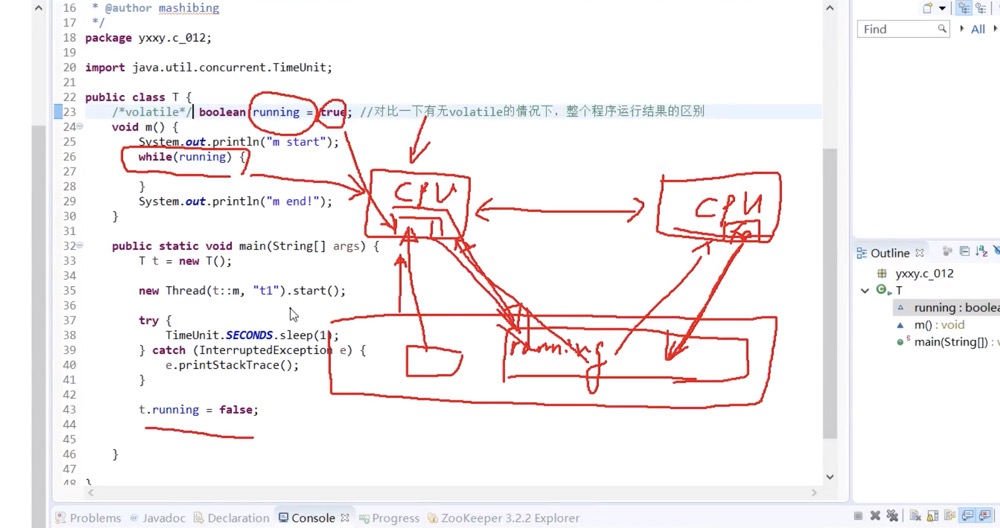 16 * @author mashibing
17 */
18 package yxxy.c_012;
19
20 import java.util.concurrent.TimeUnit;
21
22 public class T {
23 /*volatile*/ boolean running = true; //对比一下有无volatile的情况下，整个程序运行结果的区别
24 void m() {
25 System.out.println("m start");
26 while(running) {
27
28 }
29 System.out.println("m end!");
30 }
31
32 public static void main(String[] args) {
33 T t = new T();
34
35 new Thread(t::m, "t1").start();
36
37 try {
38 TimeUnit.SECONDS.sleep(1);
39 } catch (InterruptedException e) {
40 e.printStackTrace();
41 }
42
43 t.running = false;
44
45
46 }
47
48 }
CPU
CPU
running
Find
All
Outline
yxxy.c_012
T
running : boolea
m() : void
main(String[])
Problems
Javadoc
Declaration
Console
Progress
ZooKeeper 3.2.2 Explorer